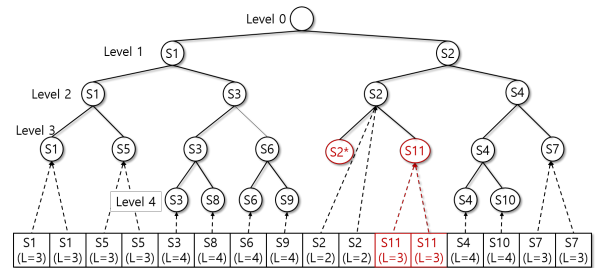 Level 0
Level 1
S1
S2
Level 2
S1
S3
S2
S4
Level 3
S1
S5
S3
S6
S2*
S11
S4
S7
Level 4
S3
S8
S6
S9
S4
S10
S1 S1 S5 S5 S3 S8 S6 S9 S2 S2 S11 S11 S4 S10 S7 S7
(L=3) (L=3) (L=3) (L=3) (L=4) (L=4) (L=4) (L=4) (L=2) (L=2) (L=3) (L=3) (L=4) (L=4) (L=3) (L=3)